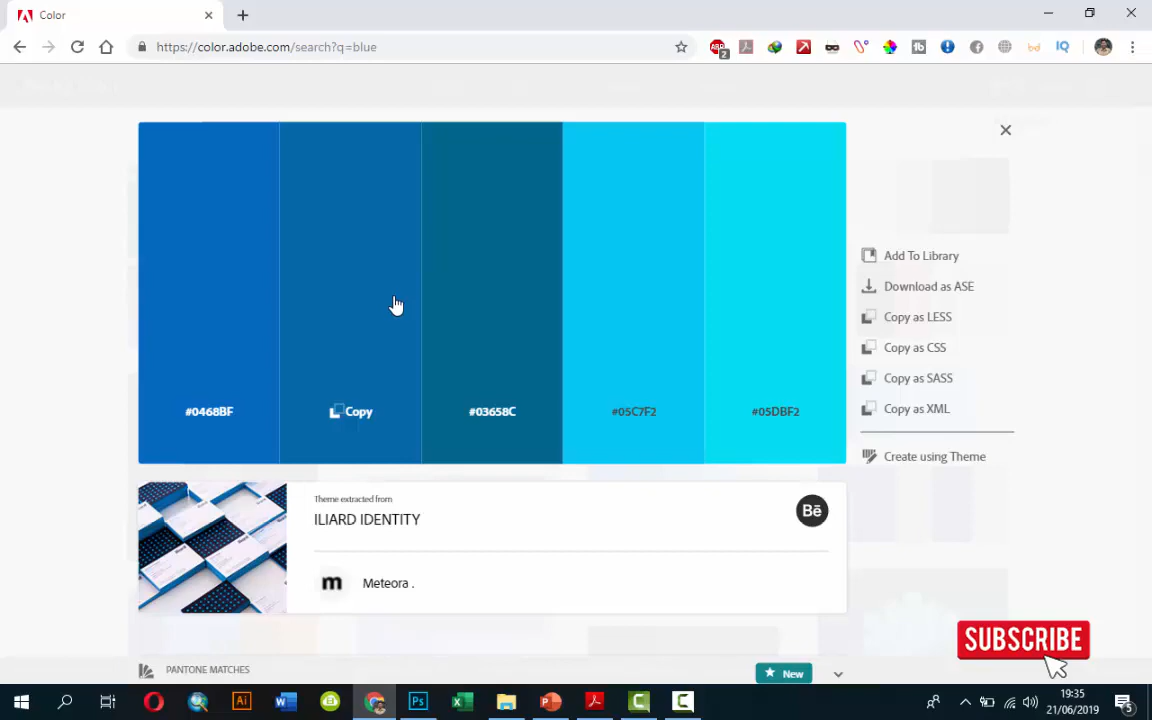 Color
https://color.adobe.com/search?q=blue
2
#0468BF
Copy
#03658C
#05C7F2
#05DBF2
Add To Library
Download as ASE
Copy as LESS
Copy as CSS
Copy as SASS
Copy as XML
Create using Theme
Theme extracted from
ILIARD IDENTITY
Bē
m
Meteora .
SUBSCRIBE
PANTONE MATCHES
New
19:35
21/06/2019
5